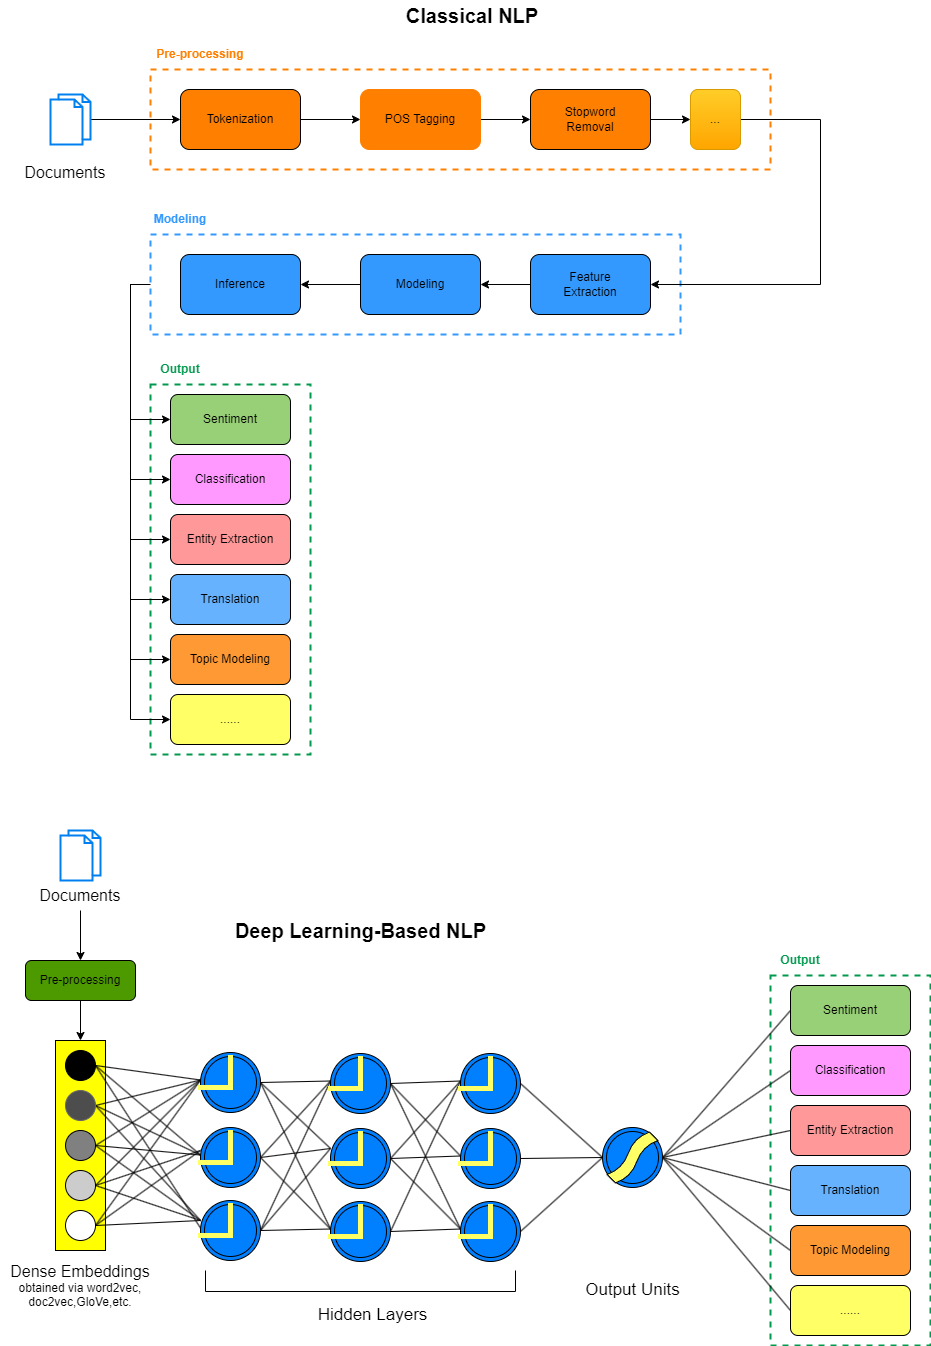 Classical NLP
Pre-processing
Documents
Tokenization
POS Tagging
Stopword
Removal
...
Modeling
Inference
Modeling
Feature
Extraction
Output
Sentiment
Classification
Entity Extraction
Translation
Topic Modeling
......
Documents
Deep Learning-Based NLP
Pre-processing
Dense Embeddings
obtained via word2vec,
doc2vec,GloVe,etc.
Hidden Layers
Output Units
Output
Sentiment
Classification
Entity Extraction
Translation
Topic Modeling
......